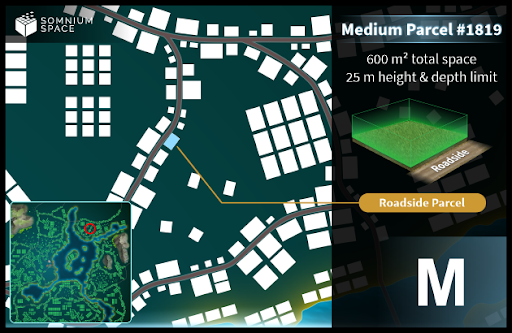 SOMNIUM
SPACE
Medium Parcel #1819
600 m² total space
25 m height & depth limit
Roadside
Roadside Parcel
M